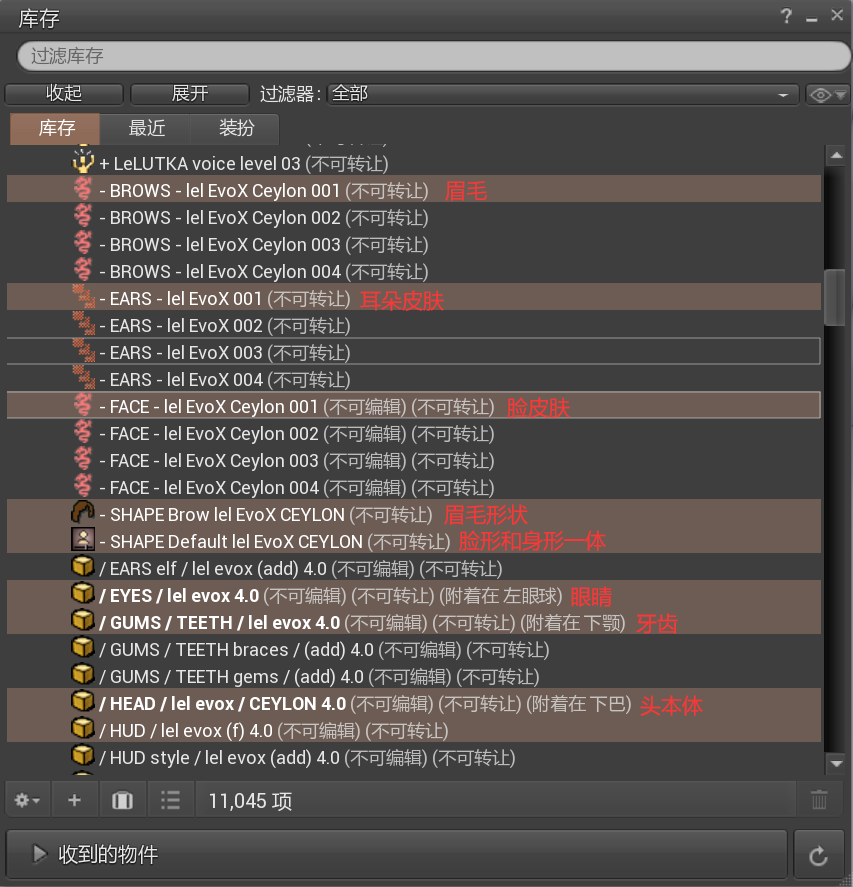 库存
?
过滤库存
收起 展开 过滤器: 全部
库存 最近 装扮
+ LeLUTKA voice level 03 (不可转让)
- BROWS - lel EvoX Ceylon 001 (不可转让) 眉毛
- BROWS - lel EvoX Ceylon 002 (不可转让)
- BROWS - lel EvoX Ceylon 003 (不可转让)
- BROWS - lel EvoX Ceylon 004 (不可转让)
- EARS - lel EvoX 001 (不可转让) 耳朵皮肤
- EARS - lel EvoX 002 (不可转让)
- EARS - lel EvoX 003 (不可转让)
- EARS - lel EvoX 004 (不可转让)
- FACE - lel EvoX Ceylon 001 (不可编辑) (不可转让) 脸皮肤
- FACE - lel EvoX Ceylon 002 (不可编辑) (不可转让)
- FACE - lel EvoX Ceylon 003 (不可编辑) (不可转让)
- FACE - lel EvoX Ceylon 004 (不可编辑) (不可转让)
- SHAPE Brow lel EvoX CEYLON (不可转让) 眉毛形状
- SHAPE Default lel EvoX CEYLON (不可转让) 脸形和身形一体
/ EARS elf / lel evox (add) 4.0 (不可编辑) (不可转让)
/ EYES / lel evox 4.0 (不可编辑) (不可转让) (附着在 左眼球) 眼睛
/ GUMS / TEETH / lel evox 4.0 (不可编辑) (不可转让) (附着在 下颚) 牙齿
/ GUMS / TEETH braces / (add) 4.0 (不可编辑) (不可转让)
/ GUMS / TEETH gems / (add) 4.0 (不可编辑) (不可转让)
/ HEAD / lel evox / CEYLON 4.0 (不可编辑) (不可转让) (附着在 下巴) 头本体
/ HUD / lel evox (f) 4.0 (不可编辑) (不可转让)
/ HUD style / lel evox (add) 4.0 (不可编辑) (不可转让)
11,045 项
收到的物件